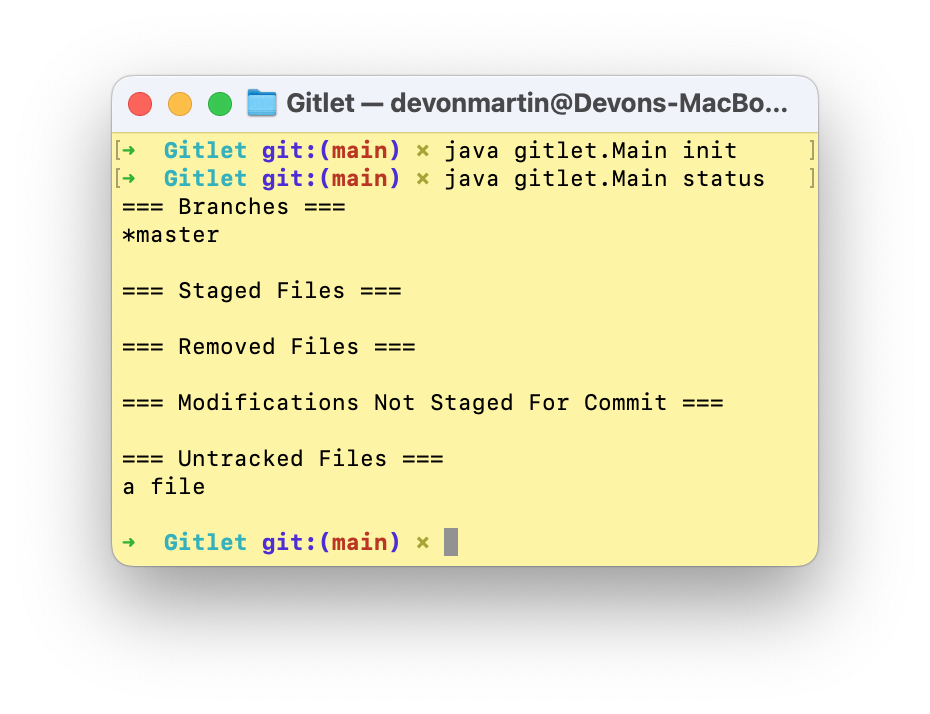 Gitlet — devonmartin@Devons-MacBo...
[➜  Gitlet git:(main) × java gitlet.Main init ]
[➜  Gitlet git:(main) × java gitlet.Main status ]
=== Branches ===
*master
=== Staged Files ===
=== Removed Files ===
=== Modifications Not Staged For Commit ===
=== Untracked Files ===
a file
➜  Gitlet git:(main) ×